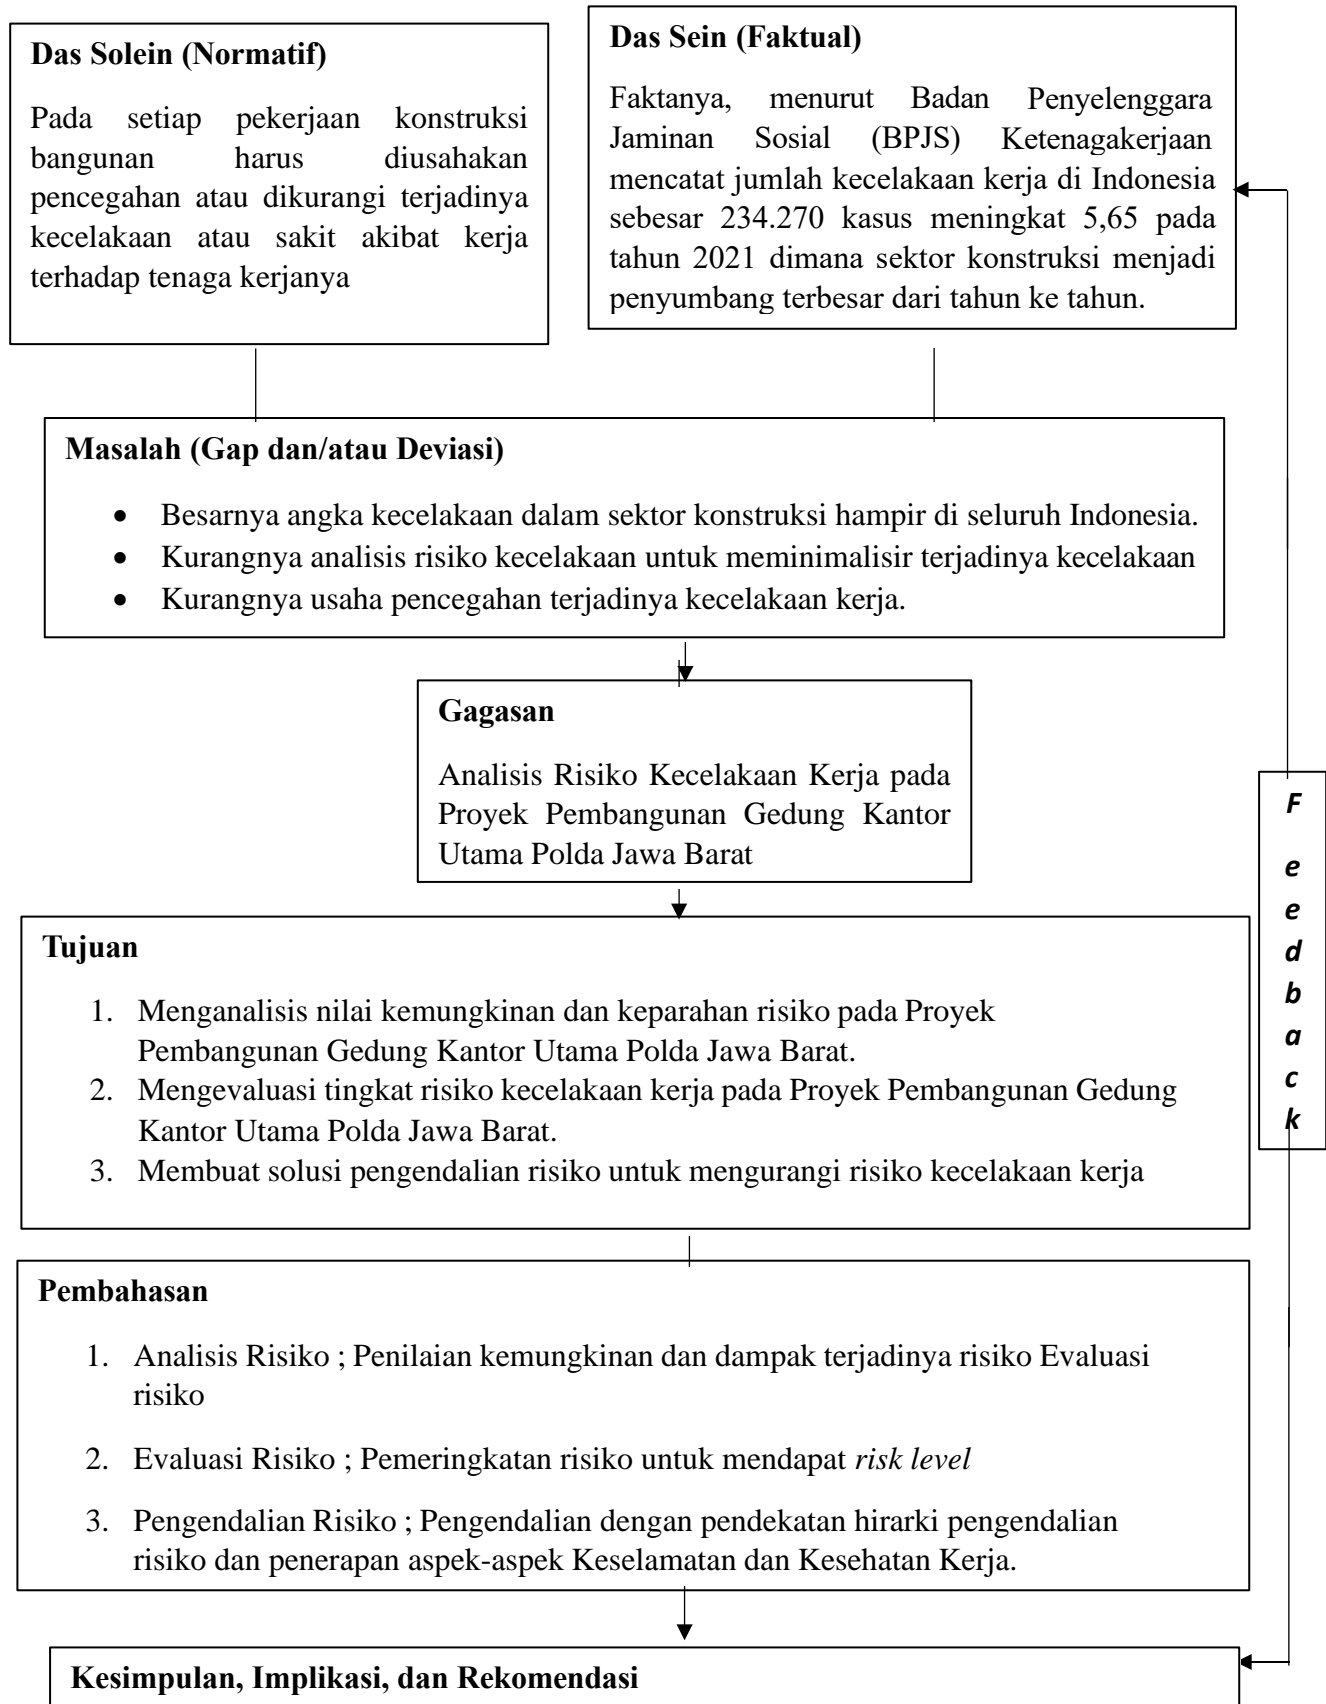 Das Solein (Normatif)
Pada setiap pekerjaan konstruksi
bangunan harus diusahakan
pencegahan atau dikurangi terjadinya
kecelakaan atau sakit akibat kerja
terhadap tenaga kerjanya
Das Sein (Faktual)
Faktanya, menurut Badan Penyelenggara
Jaminan Sosial (BPJS) Ketenagakerjaan
mencatat jumlah kecelakaan kerja di Indonesia
sebesar 234.270 kasus meningkat 5,65 pada
tahun 2021 dimana sektor konstruksi menjadi
penyumbang terbesar dari tahun ke tahun.
Masalah (Gap dan/atau Deviasi)
• Besarnya angka kecelakaan dalam sektor konstruksi hampir di seluruh Indonesia.
• Kurangnya analisis risiko kecelakaan untuk meminimalisir terjadinya kecelakaan
• Kurangnya usaha pencegahan terjadinya kecelakaan kerja.
Gagasan
Analisis Risiko Kecelakaan Kerja pada
Proyek Pembangunan Gedung Kantor
Utama Polda Jawa Barat
F
e
e
d
b
a
c
k
Tujuan
1. Menganalisis nilai kemungkinan dan keparahan risiko pada Proyek
Pembangunan Gedung Kantor Utama Polda Jawa Barat.
2. Mengevaluasi tingkat risiko kecelakaan kerja pada Proyek Pembangunan Gedung
Kantor Utama Polda Jawa Barat.
3. Membuat solusi pengendalian risiko untuk mengurangi risiko kecelakaan kerja
Pembahasan
1. Analisis Risiko ; Penilaian kemungkinan dan dampak terjadinya risiko Evaluasi
risiko
2. Evaluasi Risiko ; Pemeringkatan risiko untuk mendapat risk level
3. Pengendalian Risiko ; Pengendalian dengan pendekatan hirarki pengendalian
risiko dan penerapan aspek-aspek Keselamatan dan Kesehatan Kerja.
Kesimpulan, Implikasi, dan Rekomendasi